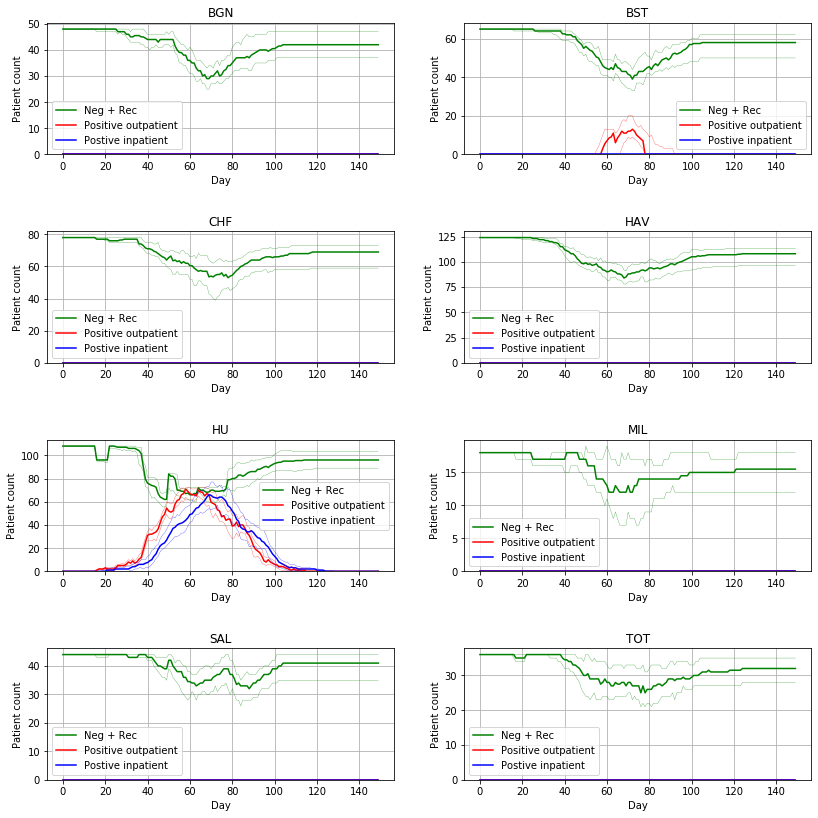 BGN
50
40
30
20
10
0
Patient count
Neg + Rec
Positive outpatient
Postive inpatient
0 20 40 60 80 100 120 140
Day
BST
60
40
20
0
Patient count
Neg + Rec
Positive outpatient
Postive inpatient
0 20 40 60 80 100 120 140
Day
CHF
80
60
40
20
0
Patient count
Neg + Rec
Positive outpatient
Postive inpatient
0 20 40 60 80 100 120 140
Day
HAV
125
100
75
50
25
0
Patient count
Neg + Rec
Positive outpatient
Postive inpatient
0 20 40 60 80 100 120 140
Day
HU
100
80
60
40
20
0
Patient count
Neg + Rec
Positive outpatient
Postive inpatient
0 20 40 60 80 100 120 140
Day
MIL
15
10
5
0
Patient count
Neg + Rec
Positive outpatient
Postive inpatient
0 20 40 60 80 100 120 140
Day
SAL
40
30
20
10
0
Patient count
Neg + Rec
Positive outpatient
Postive inpatient
0 20 40 60 80 100 120 140
Day
TOT
30
20
10
0
Patient count
Neg + Rec
Positive outpatient
Postive inpatient
0 20 40 60 80 100 120 140
Day